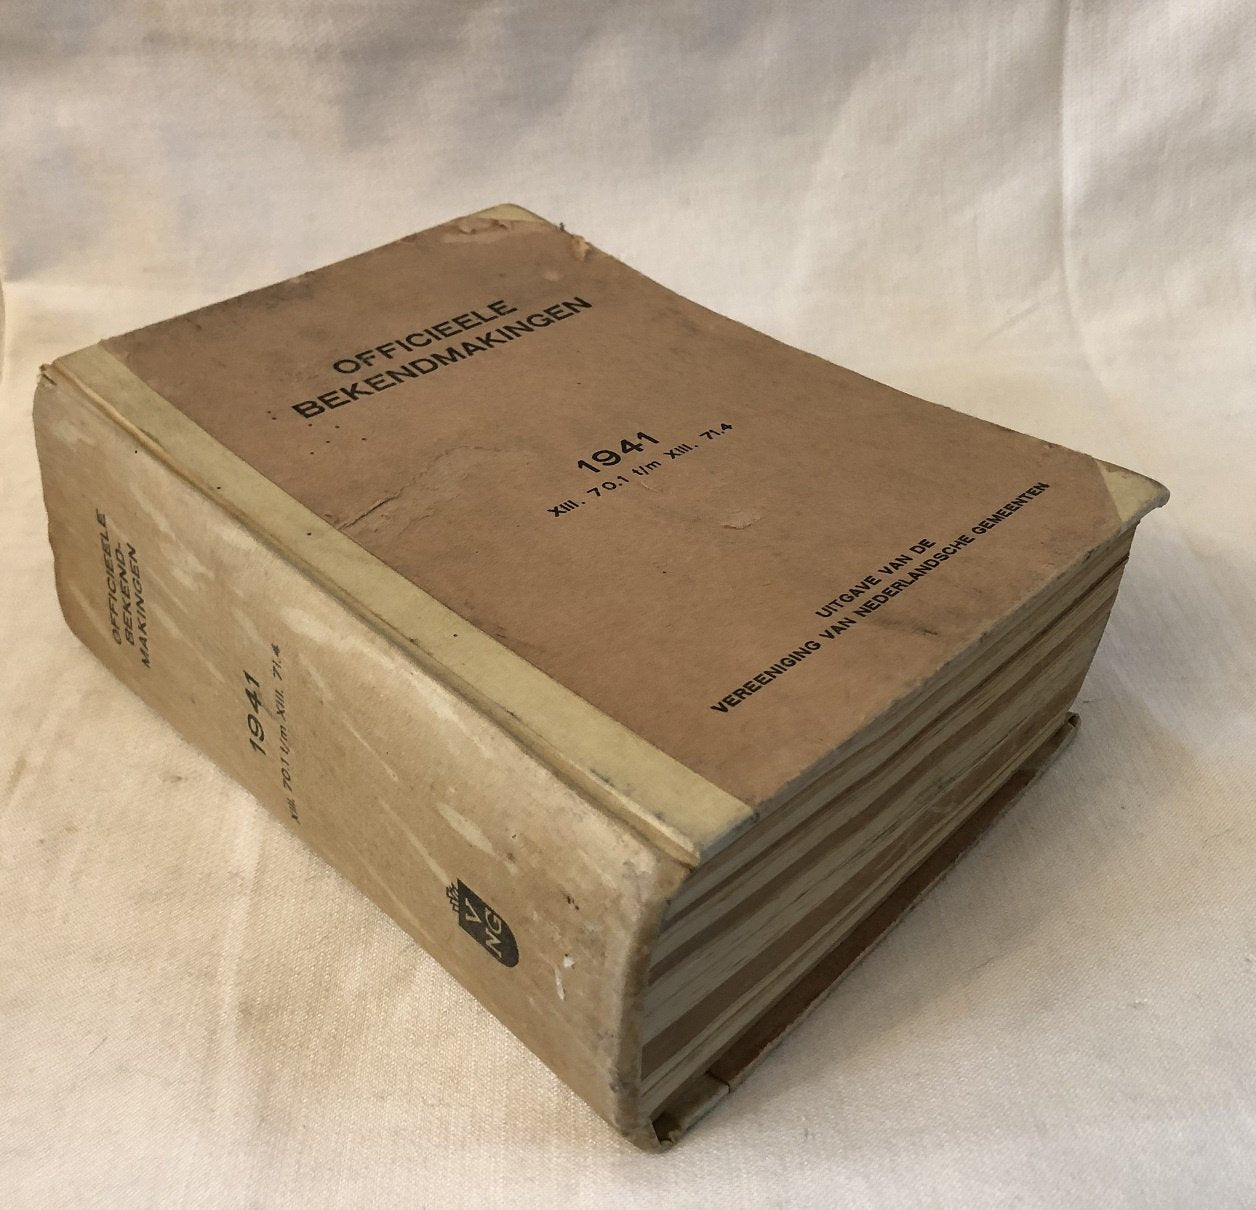 OFFICIEELE
BEKENDMAKINGEN
1941
XIII. 70.1 t/m XIII. 71.4
UITGAVE VAN DE
VEREENIGING VAN NEDERLANDSCHE GEMEENTEN
OFFICIEELE
BEKEND-
MAKINGEN
1941
XIII. 70.1 t/m XIII. 71.4
V
NG